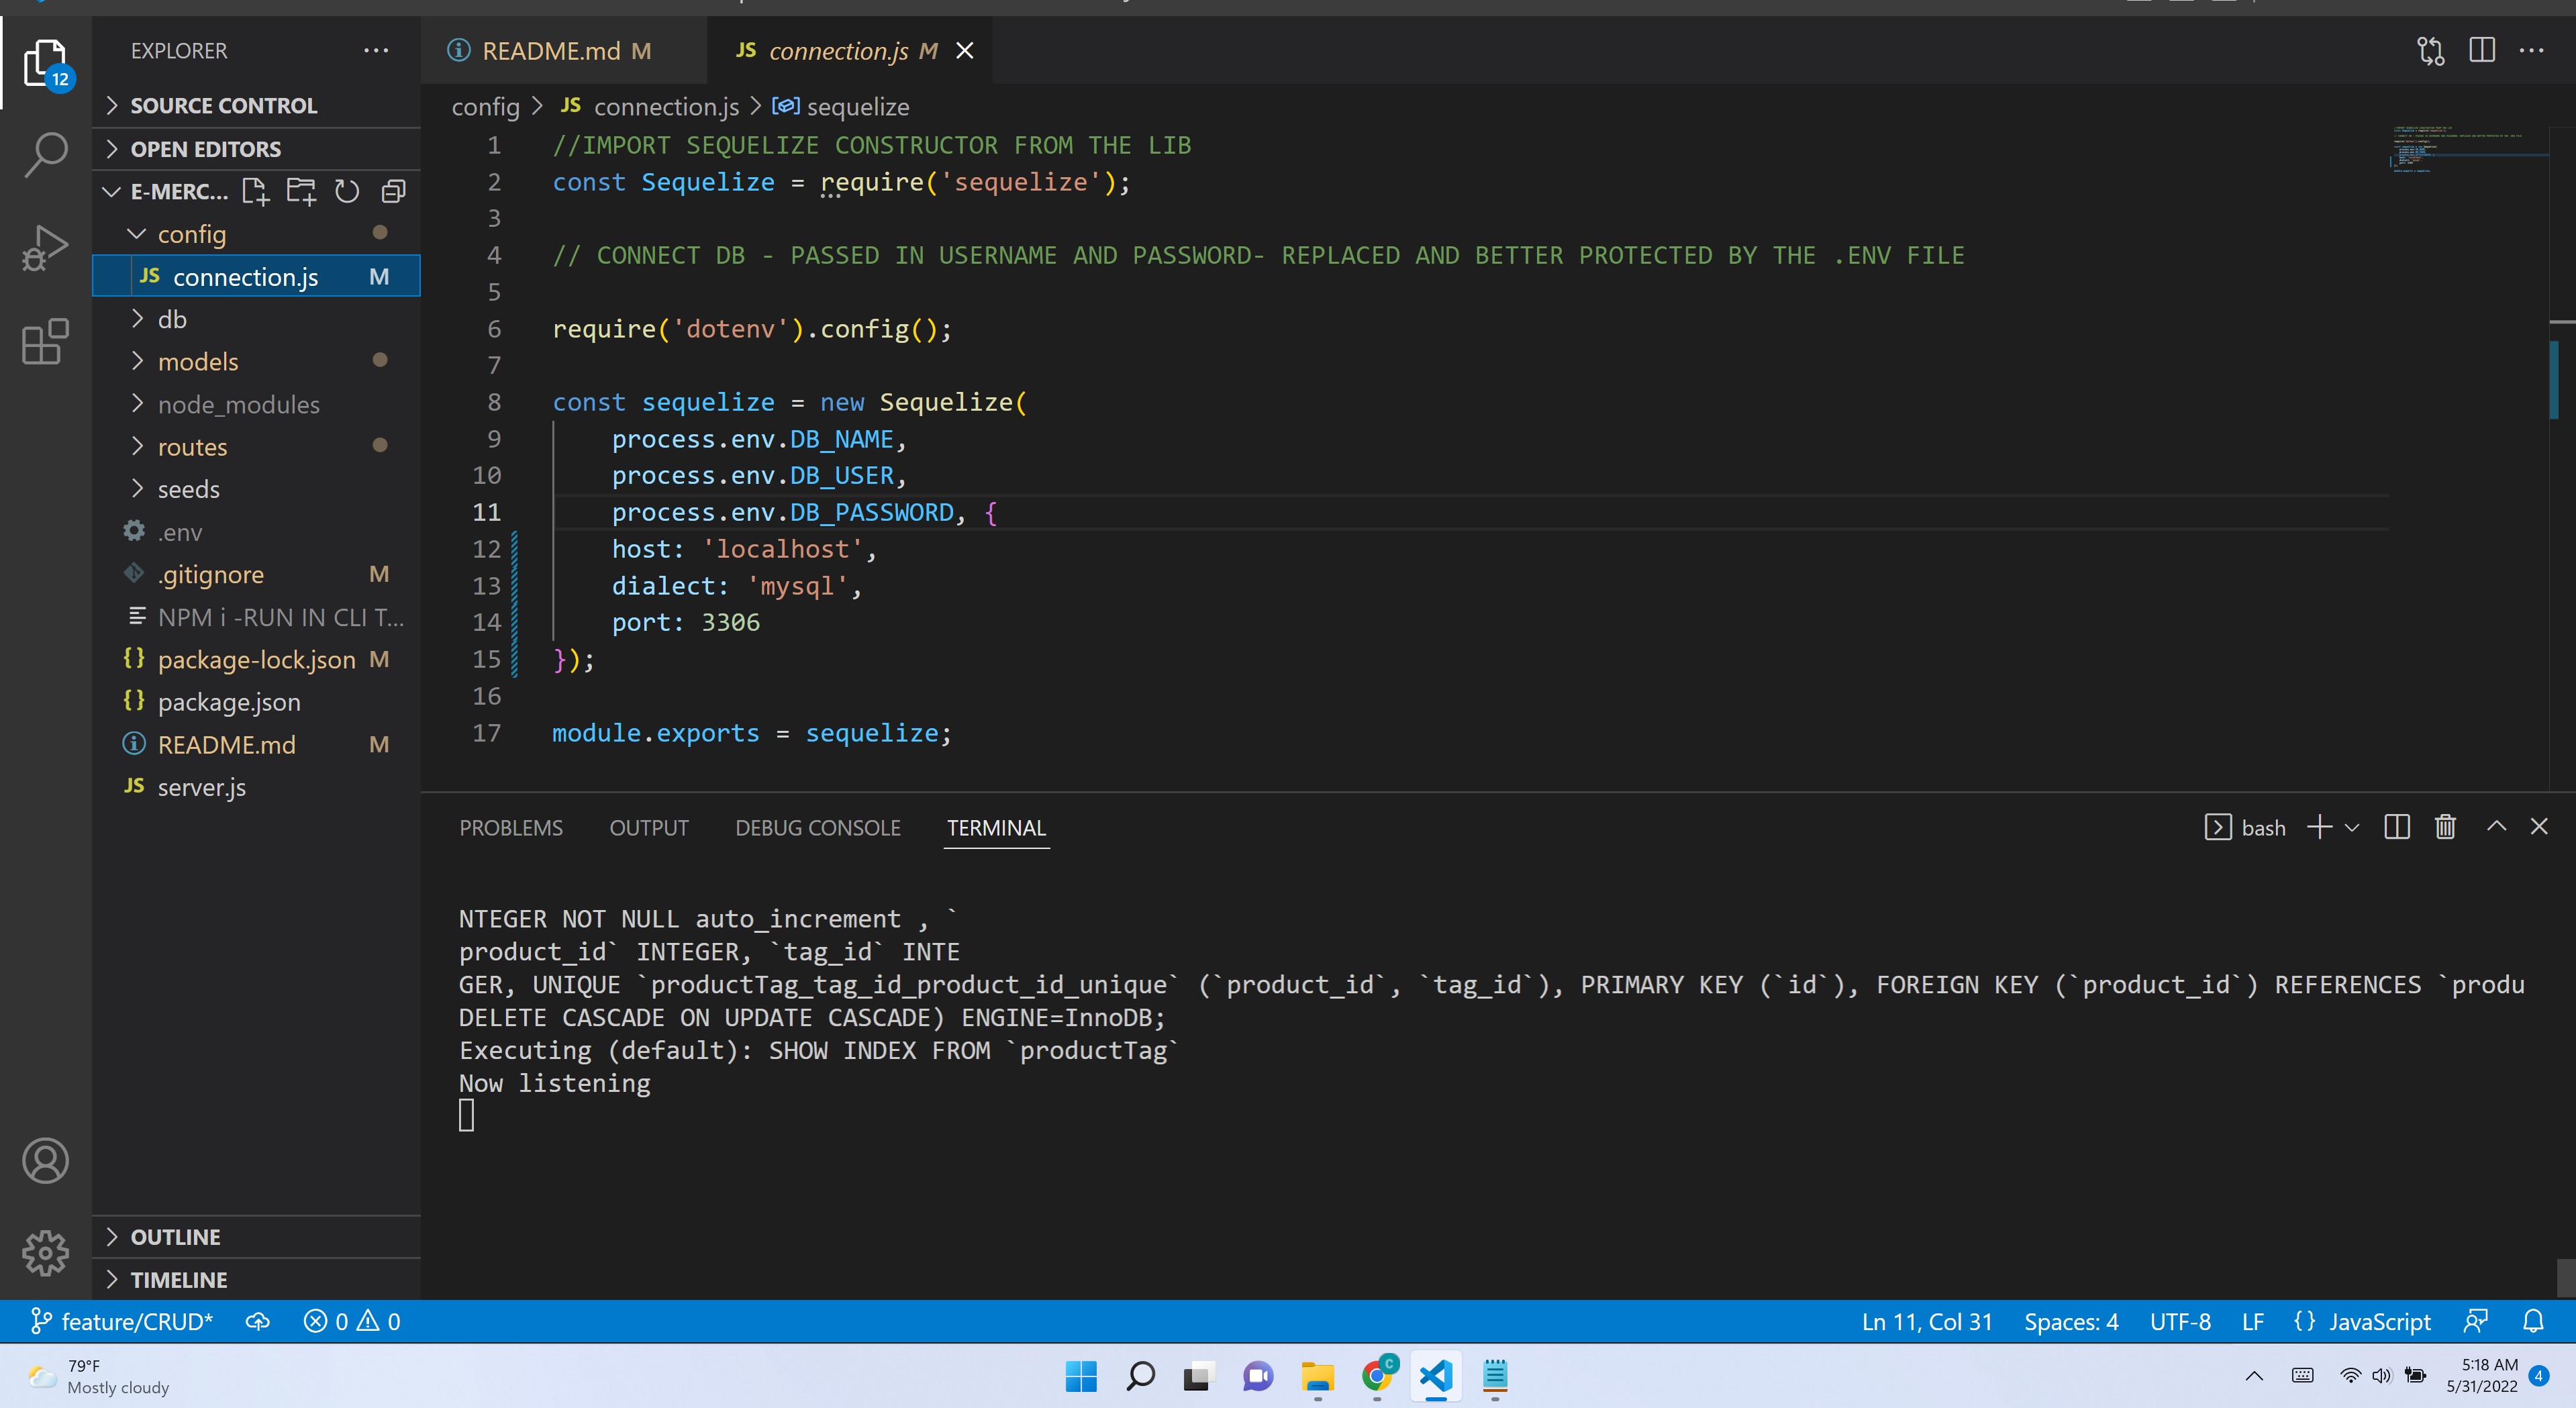 EXPLORER
12
SOURCE CONTROL
OPEN EDITORS
E-MERC...
config
JS connection.js M
db
models
node_modules
routes
seeds
.env
.gitignore M
NPM i -RUN IN CLI T...
{} package-lock.json M
{} package.json
README.md M
JS server.js
OUTLINE
TIMELINE
README.md M
JS connection.js M
config > JS connection.js > sequelize
1 //IMPORT SEQUELIZE CONSTRUCTOR FROM THE LIB
2 const Sequelize = require('sequelize');
3
4 // CONNECT DB - PASSED IN USERNAME AND PASSWORD- REPLACED AND BETTER PROTECTED BY THE .ENV FILE
5
6 require('dotenv').config();
7
8 const sequelize = new Sequelize(
9 process.env.DB_NAME,
10 process.env.DB_USER,
11 process.env.DB_PASSWORD, {
12 host: 'localhost',
13 dialect: 'mysql',
14 port: 3306
15 });
16
17 module.exports = sequelize;
PROBLEMS OUTPUT DEBUG CONSOLE TERMINAL
bash
NTEGER NOT NULL auto_increment , `
product_id` INTEGER, `tag_id` INTE
GER, UNIQUE `productTag_tag_id_product_id_unique` (`product_id`, `tag_id`), PRIMARY KEY (`id`), FOREIGN KEY (`product_id`) REFERENCES `produ
DELETE CASCADE ON UPDATE CASCADE) ENGINE=InnoDB;
Executing (default): SHOW INDEX FROM `productTag`
Now listening
feature/CRUD* 0 0 Ln 11, Col 31 Spaces: 4 UTF-8 LF {} JavaScript
79°F
Mostly cloudy
C
5:18 AM
5/31/2022
4